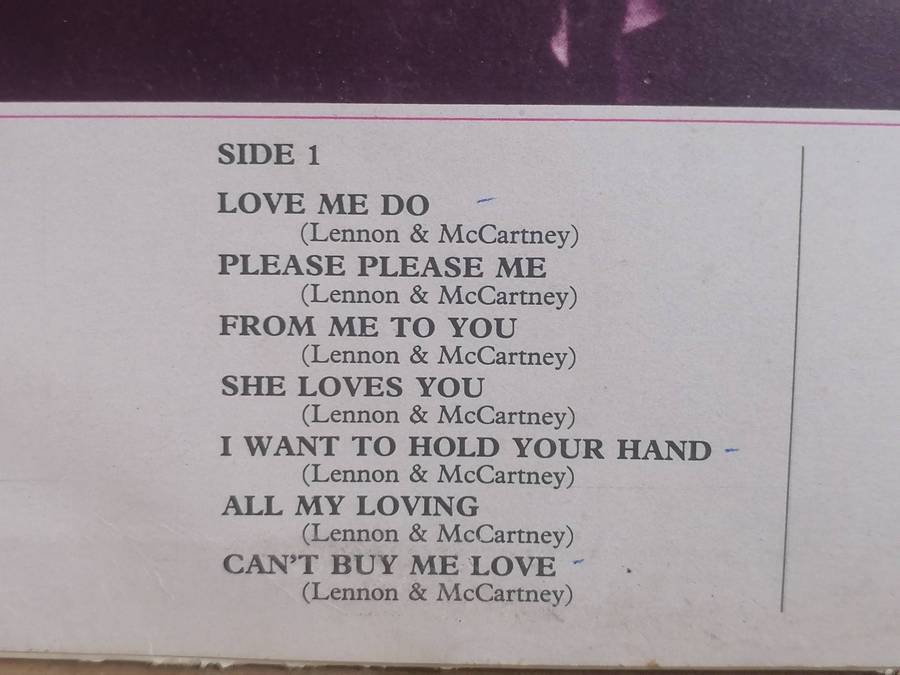 SIDE 1
LOVE ME DO
(Lennon & McCartney)
PLEASE PLEASE ME
(Lennon & McCartney)
FROM ME TO YOU
(Lennon & McCartney)
SHE LOVES YOU
(Lennon & McCartney)
I WANT TO HOLD YOUR HAND
(Lennon & McCartney)
ALL MY LOVING
(Lennon & McCartney)
CAN'T BUY ME LOVE
(Lennon & McCartney)